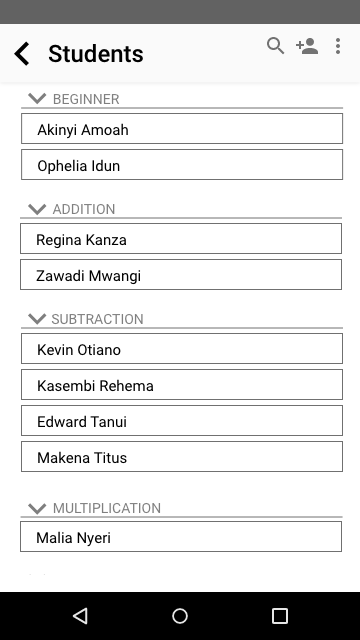 Students
BEGINNER
Akinyi Amoah
Ophelia Idun
ADDITION
Regina Kanza
Zawadi Mwangi
SUBTRACTION
Kevin Otiano
Kasembi Rehema
Edward Tanui
Makena Titus
MULTIPLICATION
Malia Nyeri